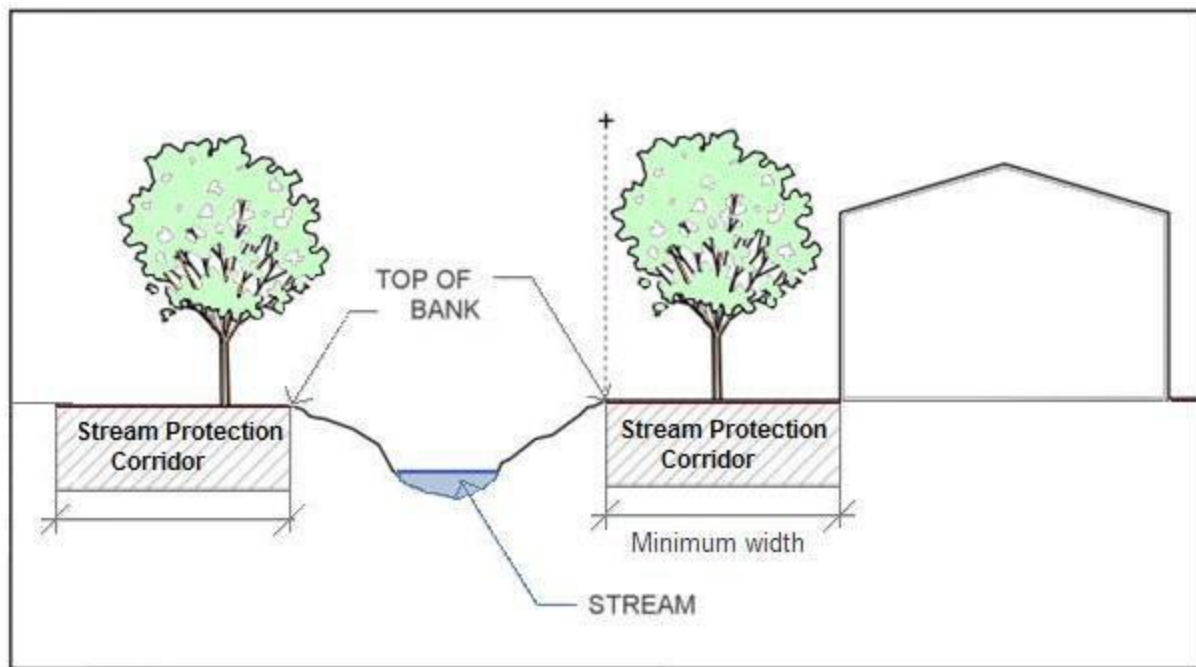 TOP OF
BANK
Stream Protection
Corridor
Stream Protection
Corridor
Minimum width
STREAM